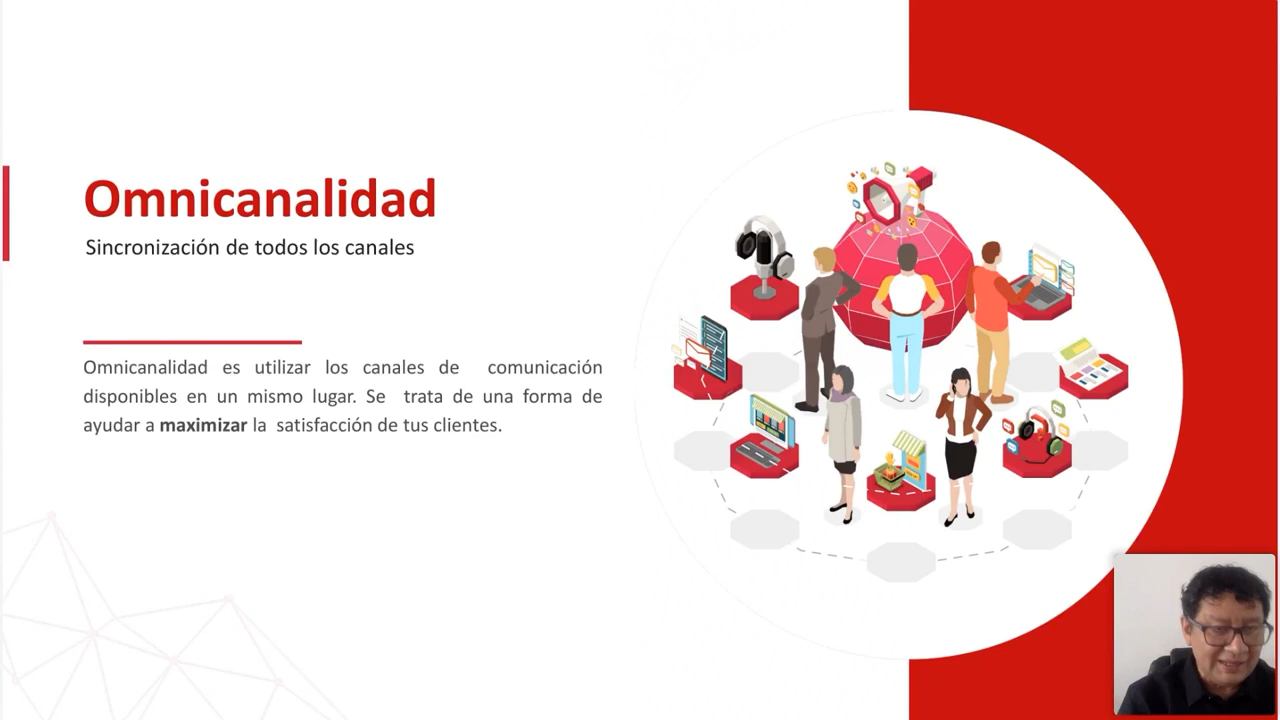 Omnicanalidad
Sincronización de todos los canales
Omnicanalidad es utilizar los canales de comunicación
disponibles en un mismo lugar. Se trata de una forma de
ayudar a maximizar la satisfacción de tus clientes.